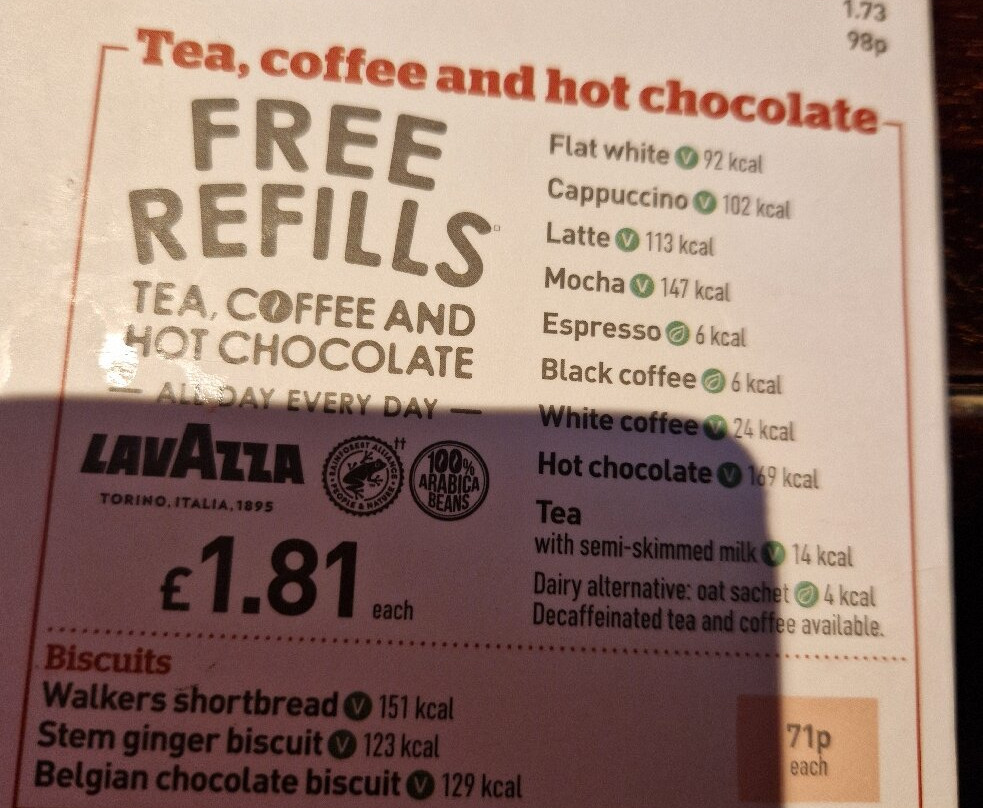 1.73
98p
Tea, coffee and hot chocolate
FREE
REFILLS
TEA, COFFEE AND
HOT CHOCOLATE
ALL DAY EVERY DAY
LAVAZZA
TORINO, ITALIA, 1895
RAINFOREST ALLIANCE
PEOPLE & NATURE
††
100%
ARABICA
BEANS
£1.81 each
Flat white V 92 kcal
Cappuccino V 102 kcal
Latte V 113 kcal
Mocha V 147 kcal
Espresso 6 kcal
Black coffee 6 kcal
White coffee V 24 kcal
Hot chocolate V 169 kcal
Tea
with semi-skimmed milk V 14 kcal
Dairy alternative: oat sachet 4 kcal
Decaffeinated tea and coffee available.
Biscuits
Walkers shortbread V 151 kcal
Stem ginger biscuit V 123 kcal
Belgian chocolate biscuit V 129 kcal
71p
each